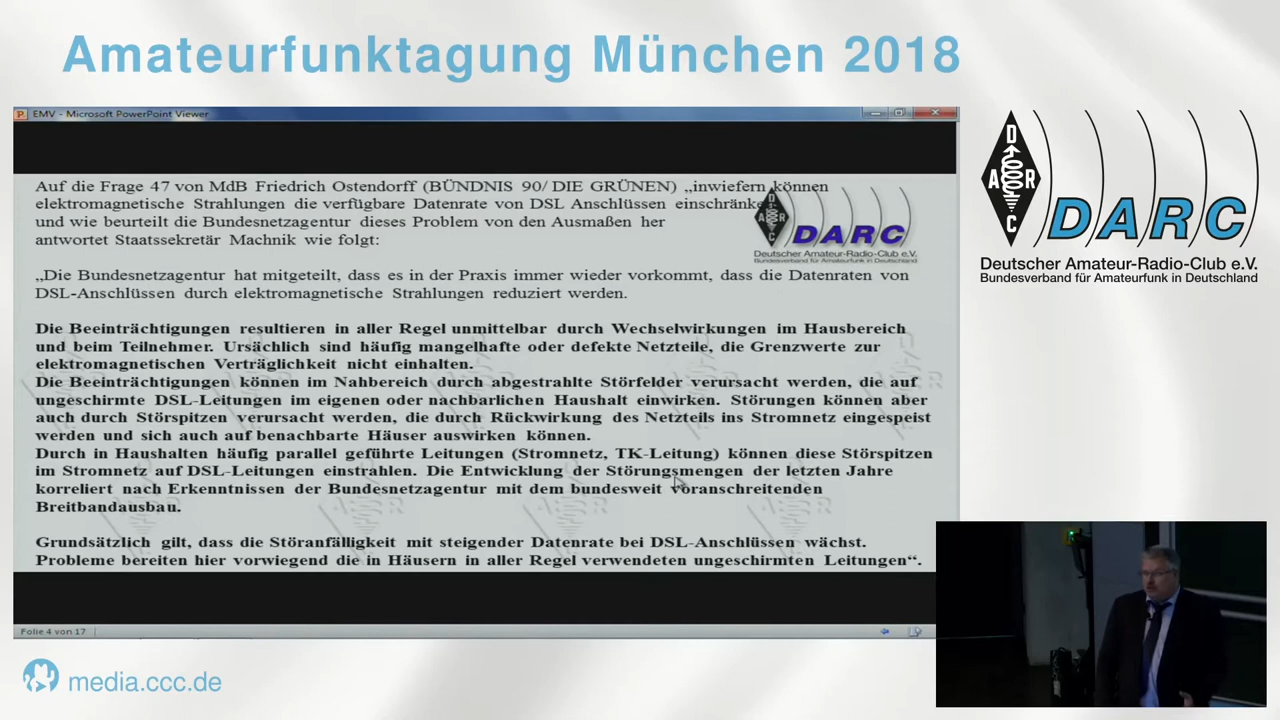 Amateurfunktagung München 2018
EMV - Microsoft PowerPoint Viewer
Auf die Frage 47 von MdB Friedrich Ostendorff (BÜNDNIS 90/ DIE GRÜNEN) „inwiefern können
elektromagnetische Strahlungen die verfügbare Datenrate von DSL Anschlüssen einschränke
und wie beurteilt die Bundesnetzagentur dieses Problem von den Ausmaßen her
antwortet Staatssekretär Machnik wie folgt:
DARC
Deutscher Amateur-Radio-Club e.V.
Bundesverband für Amateurfunk in Deutschland
„Die Bundesnetzagentur hat mitgeteilt, dass es in der Praxis immer wieder vorkommt, dass die Datenraten von
DSL-Anschlüssen durch elektromagnetische Strahlungen reduziert werden.
Die Beeinträchtigungen resultieren in aller Regel unmittelbar durch Wechselwirkungen im Hausbereich
und beim Teilnehmer. Ursächlich sind häufig mangelhafte oder defekte Netzteile, die Grenzwerte zur
elektromagnetischen Verträglichkeit nicht einhalten.
Die Beeinträchtigungen können im Nahbereich durch abgestrahlte Störfelder verursacht werden, die auf
ungeschirmte DSL-Leitungen im eigenen oder nachbarlichen Haushalt einwirken. Störungen können aber
auch durch Störspitzen verursacht werden, die durch Rückwirkung des Netzteils ins Stromnetz eingespeist
werden und sich auch auf benachbarte Häuser auswirken können.
Durch in Haushalten häufig parallel geführte Leitungen (Stromnetz, TK-Leitung) können diese Störspitzen
im Stromnetz auf DSL-Leitungen einstrahlen. Die Entwicklung der Störungsmengen der letzten Jahre
korreliert nach Erkenntnissen der Bundesnetzagentur mit dem bundesweit voranschreitenden
Breitbandausbau.
Grundsätzlich gilt, dass die Störanfälligkeit mit steigender Datenrate bei DSL-Anschlüssen wächst.
Probleme bereiten hier vorwiegend die in Häusern in aller Regel verwendeten ungeschirmten Leitungen“.
Folie 4 von 17
D
A R
C
DARC
Deutscher Amateur-Radio-Club e.V.
Bundesverband für Amateurfunk in Deutschland
media.ccc.de